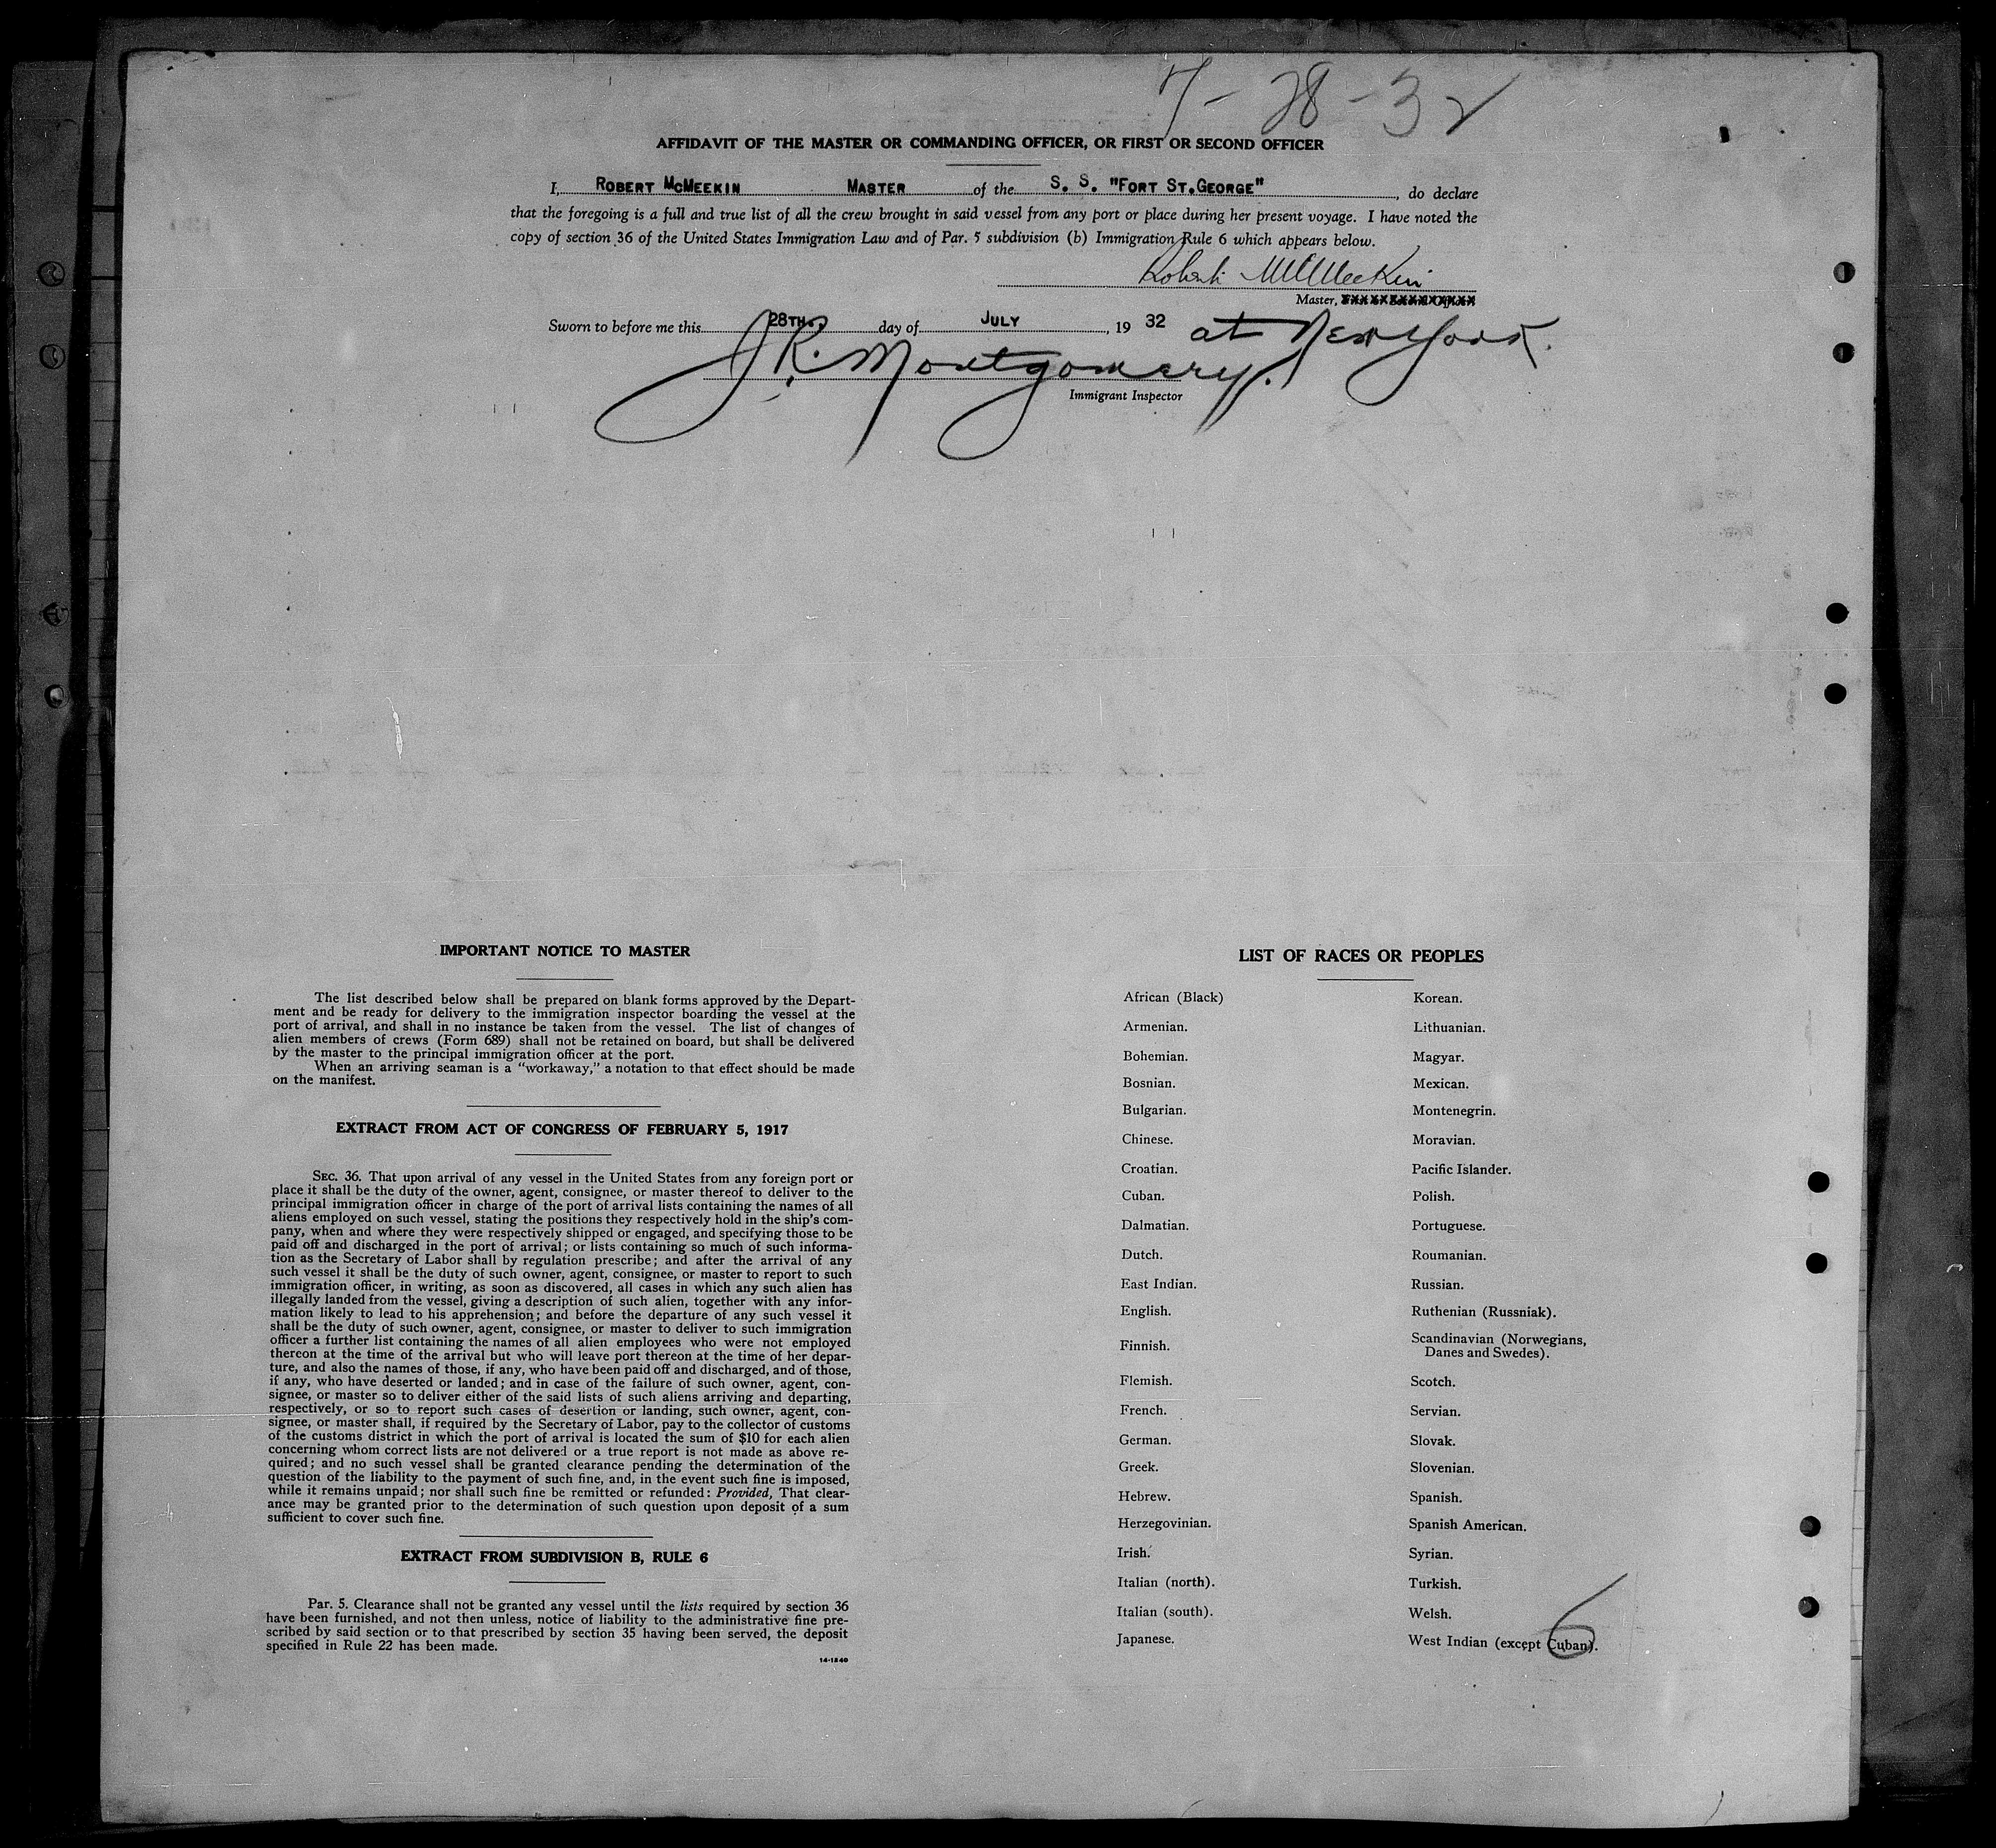 7-28-32
AFFIDAVIT OF THE MASTER OR COMMANDING OFFICER, OR FIRST OR SECOND OFFICER
I, ROBERT MCMEEKIN MASTER of the S. S. "FORT ST.GEORGE", do declare
that the foregoing is a full and true list of all the crew brought in said vessel from any port or place during her present voyage. I have noted the
copy of section 36 of the United States Immigration Law and of Par. 5 subdivision (b) Immigration Rule 6 which appears below.
Robert McMeekin
Master,
Sworn to before me this 28TH day of JULY, 19 32 at New York.
J.R. Montgomery.
Immigrant Inspector
IMPORTANT NOTICE TO MASTER
The list described below shall be prepared on blank forms approved by the Depart-
ment and be ready for delivery to the immigration inspector boarding the vessel at the
port of arrival, and shall in no instance be taken from the vessel. The list of changes of
alien members of crews (Form 689) shall not be retained on board, but shall be delivered
by the master to the principal immigration officer at the port.
When an arriving seaman is a "workaway," a notation to that effect should be made
on the manifest.
EXTRACT FROM ACT OF CONGRESS OF FEBRUARY 5, 1917
SEC. 36. That upon arrival of any vessel in the United States from any foreign port or
place it shall be the duty of the owner, agent, consignee, or master thereof to deliver to the
principal immigration officer in charge of the port of arrival lists containing the names of all
aliens employed on such vessel, stating the positions they respectively hold in the ship's com-
pany, when and where they were respectively shipped or engaged, and specifying those to be
paid off and discharged in the port of arrival; or lists containing so much of such informa-
tion as the Secretary of Labor shall by regulation prescribe; and after the arrival of any
such vessel it shall be the duty of such owner, agent, consignee, or master to report to such
immigration officer, in writing, as soon as discovered, all cases in which any such alien has
illegally landed from the vessel, giving a description of such alien, together with any infor-
mation likely to lead to his apprehension; and before the departure of any such vessel it
shall be the duty of such owner, agent, consignee, or master to deliver to such immigration
officer a further list containing the names of all alien employees who were not employed
thereon at the time of the arrival but who will leave port thereon at the time of her depar-
ture, and also the names of those, if any, who have been paid off and discharged, and of those,
if any, who have deserted or landed; and in case of the failure of such owner, agent, con-
signee, or master so to deliver either of the said lists of such aliens arriving and departing,
respectively, or so to report such cases of desertion or landing, such owner, agent, con-
signee, or master shall, if required by the Secretary of Labor, pay to the collector of customs
of the customs district in which the port of arrival is located the sum of $10 for each alien
concerning whom correct lists are not delivered or a true report is not made as above re-
quired; and no such vessel shall be granted clearance pending the determination of the
question of the liability to the payment of such fine, and, in the event such fine is imposed,
while it remains unpaid; nor shall such fine be remitted or refunded: Provided, That clear-
ance may be granted prior to the determination of such question upon deposit of a sum
sufficient to cover such fine.
EXTRACT FROM SUBDIVISION B, RULE 6
Par. 5. Clearance shall not be granted any vessel until the lists required by section 36
have been furnished, and not then unless, notice of liability to the administrative fine pre-
scribed by said section or to that prescribed by section 35 having been served, the deposit
specified in Rule 22 has been made.
14-1240
LIST OF RACES OR PEOPLES
African (Black)
Armenian.
Bohemian.
Bosnian.
Bulgarian.
Chinese.
Croatian.
Cuban.
Dalmatian.
Dutch.
East Indian.
English.
Finnish.
Flemish.
French.
German.
Greek.
Hebrew.
Herzegovinian.
Irish.
Italian (north).
Italian (south).
Japanese.
Korean.
Lithuanian.
Magyar.
Mexican.
Montenegrin.
Moravian.
Pacific Islander.
Polish.
Portuguese.
Roumanian.
Russian.
Ruthenian (Russniak).
Scandinavian (Norwegians,
Danes and Swedes).
Scotch.
Servian.
Slovak.
Slovenian.
Spanish.
Spanish American.
Syrian.
Turkish.
Welsh.
West Indian (except Cuban).
6